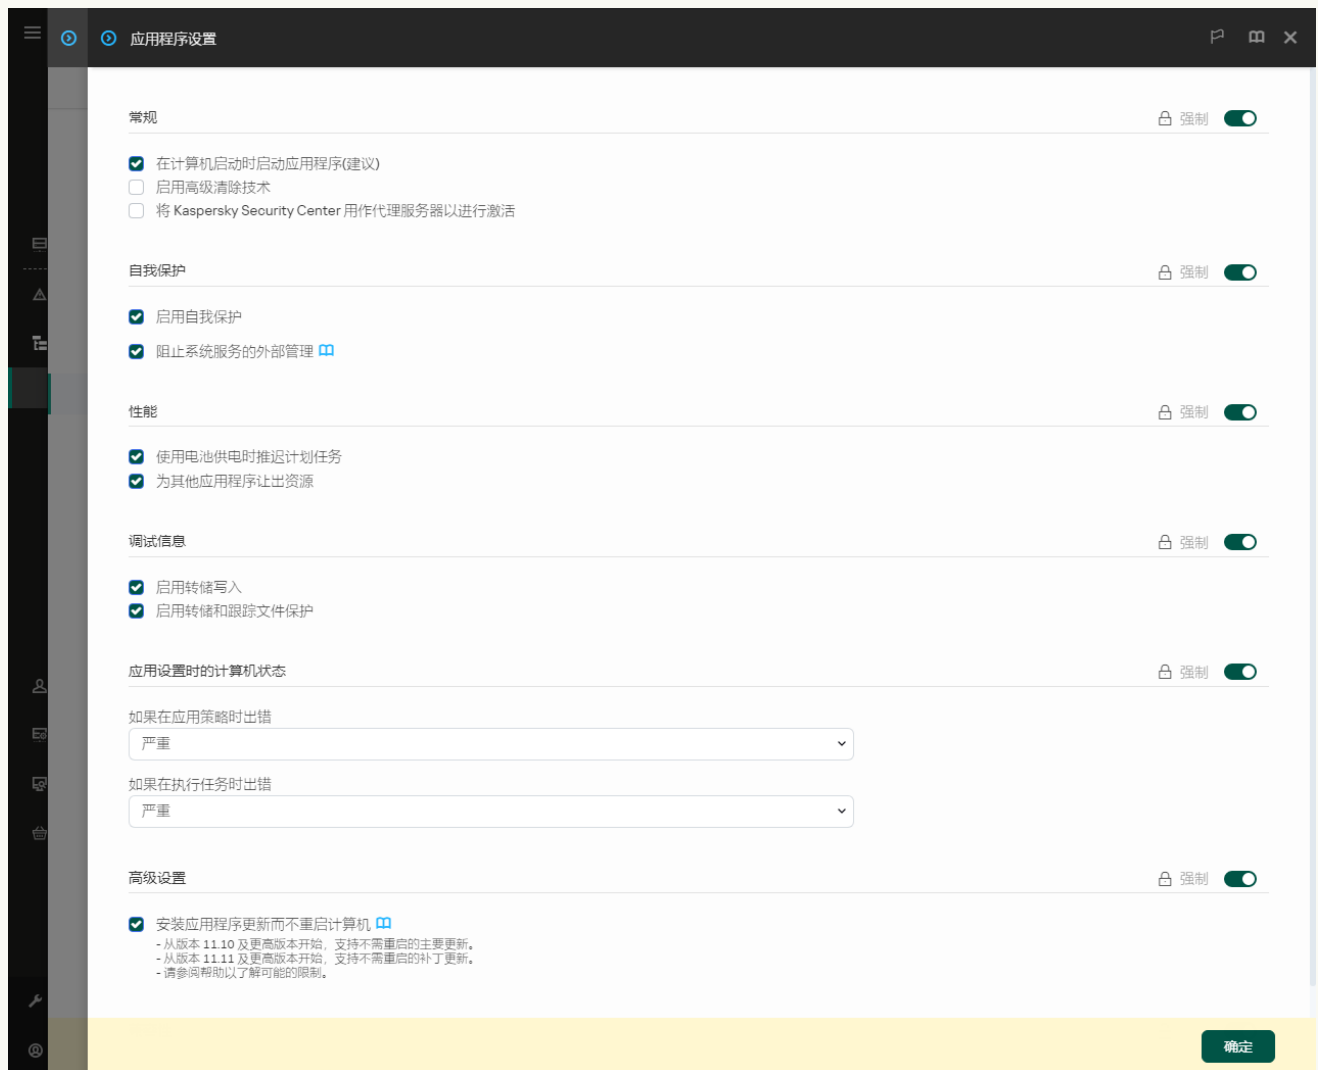 应用程序设置
常规
强制
在计算机启动时启动应用程序(建议)
启用高级清除技术
将 Kaspersky Security Center 用作代理服务器以进行激活
自我保护
强制
启用自我保护
阻止系统服务的外部管理
性能
强制
使用电池供电时推迟计划任务
为其他应用程序让出资源
调试信息
强制
启用转储写入
启用转储和跟踪文件保护
应用设置时的计算机状态
强制
如果在应用策略时出错
严重
如果在执行任务时出错
严重
高级设置
强制
安装应用程序更新而不重启计算机
- 从版本 11.10 及更高版本开始，支持不需重启的主要更新。
- 从版本 11.11 及更高版本开始，支持不需重启的补丁更新。
- 请参阅帮助以了解可能的限制。
确定